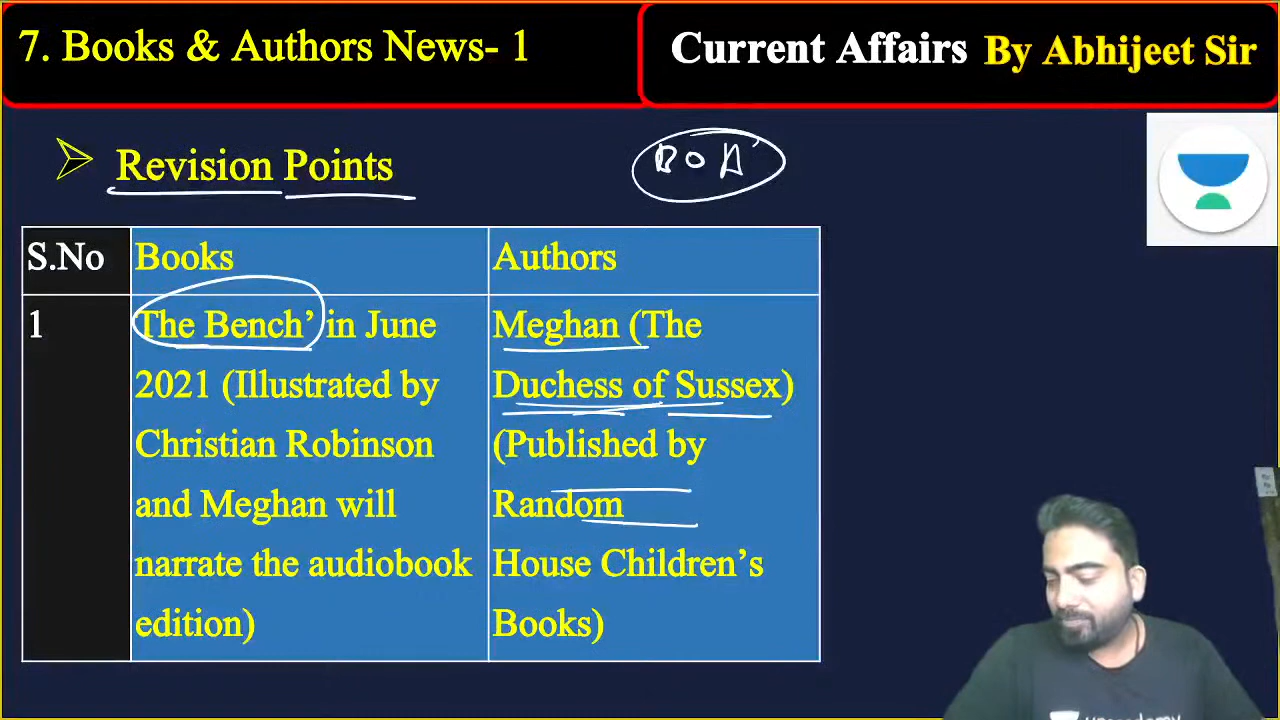 7. Books & Authors News- 1
Current Affairs By Abhijeet Sir
Revision Points
S.No Books Authors
1 The Bench’ in June Meghan (The
2021 (Illustrated by Duchess of Sussex)
Christian Robinson (Published by
and Meghan will Random
narrate the audiobook House Children’s
edition) Books)